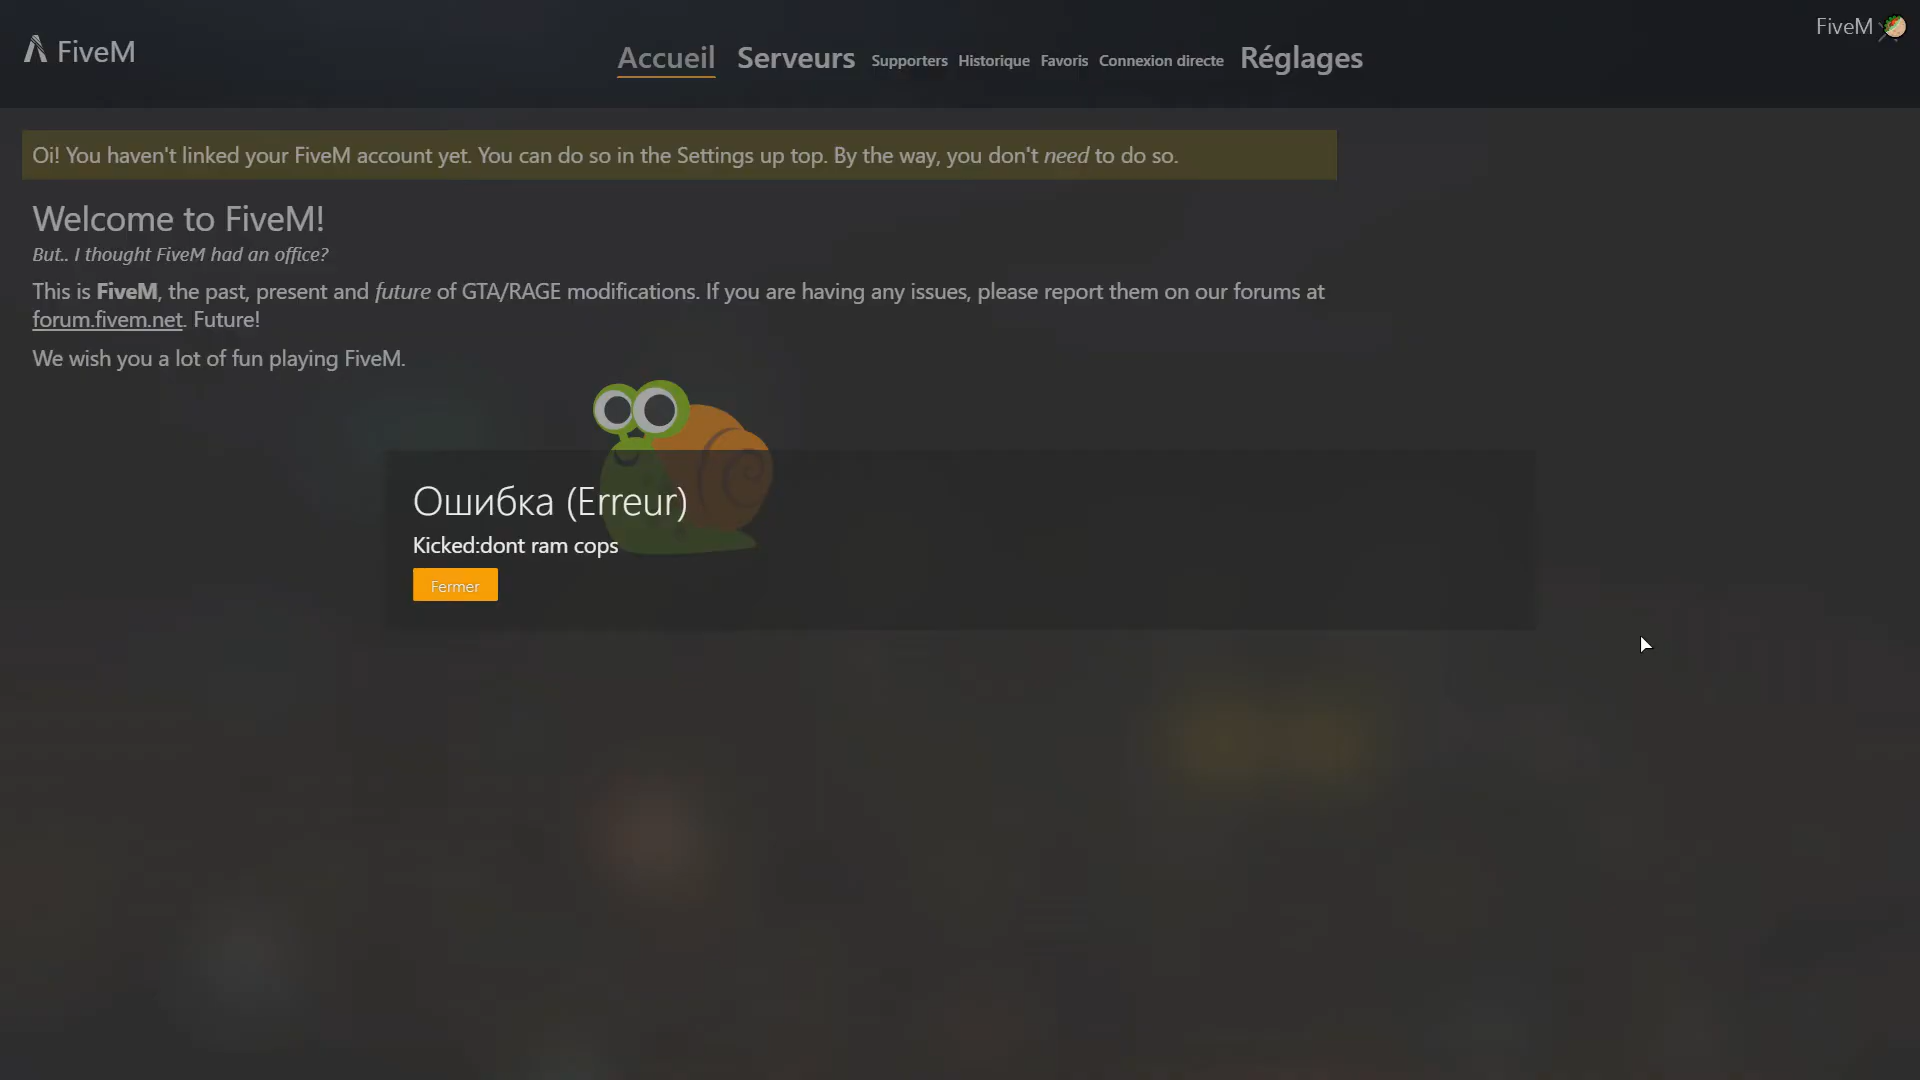 FiveM
Accueil Serveurs Supporters Historique Favoris Connexion directe Réglages
FiveM
Oi! You haven't linked your FiveM account yet. You can do so in the Settings up top. By the way, you don't need to do so.
Welcome to FiveM!
But.. I thought FiveM had an office?
This is FiveM, the past, present and future of GTA/RAGE modifications. If you are having any issues, please report them on our forums at
forum.fivem.net. Future!
We wish you a lot of fun playing FiveM.
Ошибка (Erreur)
Kicked:dont ram cops
Fermer